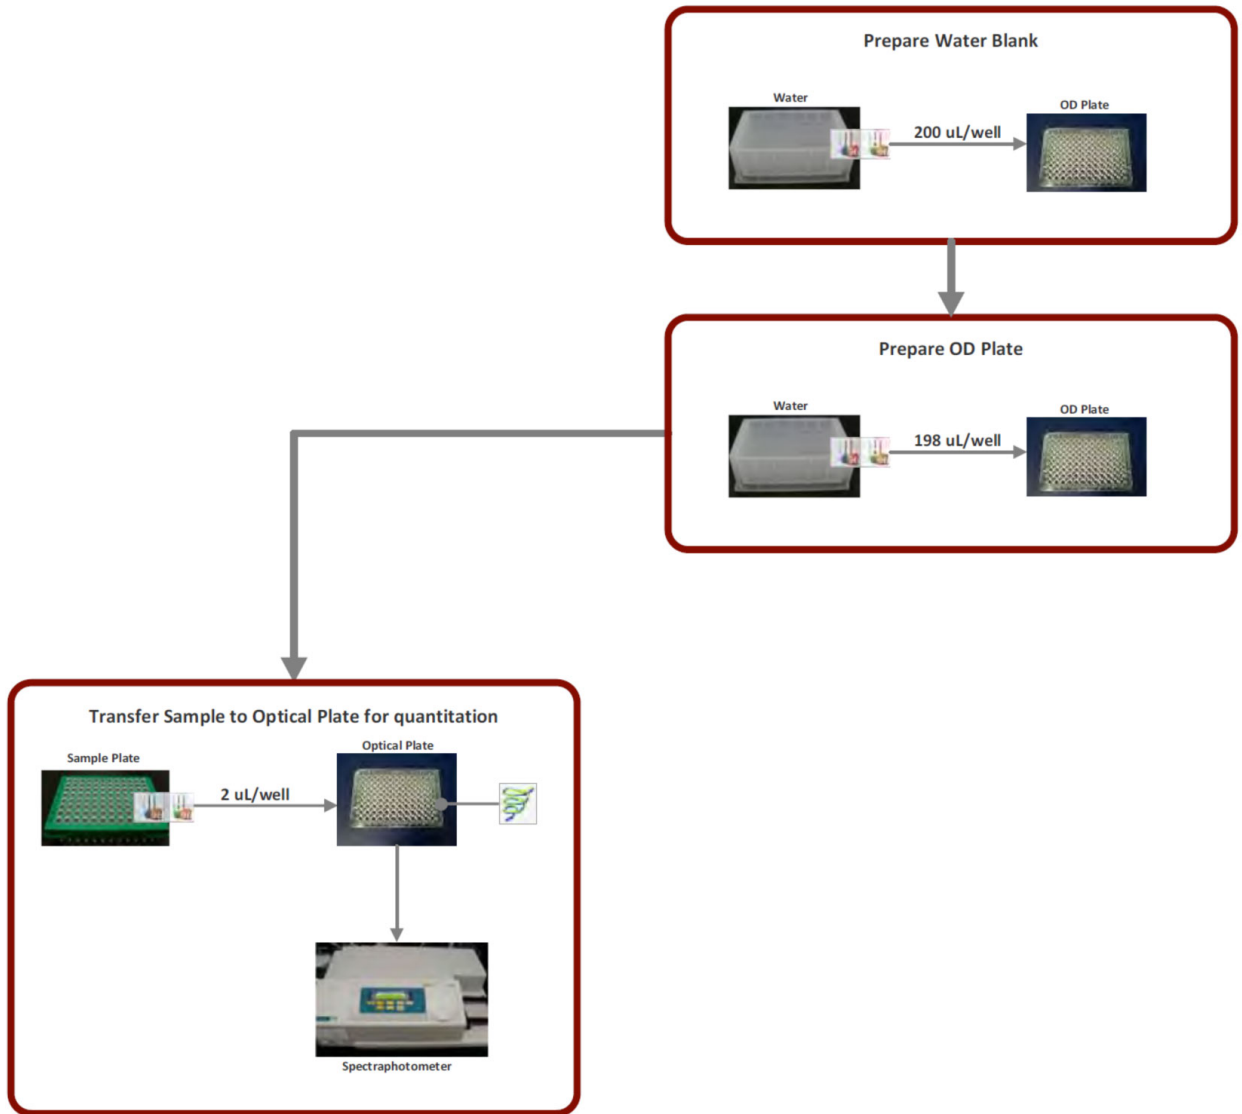 Prepare Water Blank
Water
OD Plate
200 uL/well
Prepare OD Plate
Water
OD Plate
198 uL/well
Transfer Sample to Optical Plate for quantitation
Sample Plate
Optical Plate
2 uL/well
Spectraphotometer